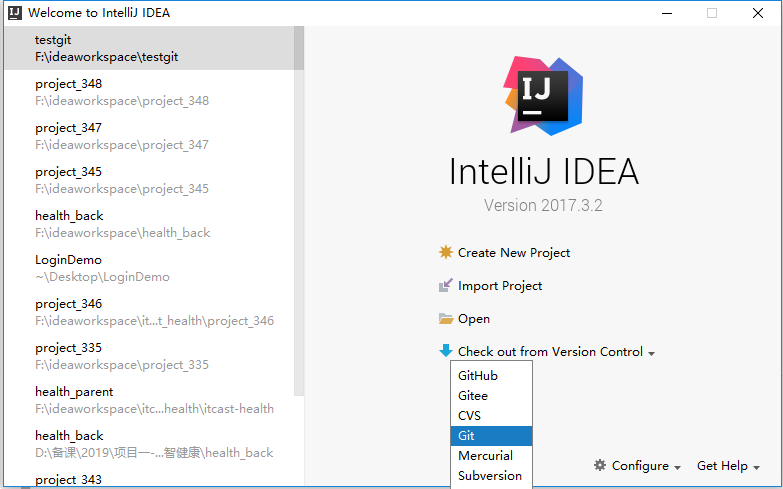 Welcome to IntelliJ IDEA
testgit
F:\ideaworkspace\testgit
project_348
F:\ideaworkspace\project_348
project_347
F:\ideaworkspace\project_347
project_345
F:\ideaworkspace\project_345
health_back
F:\ideaworkspace\health_back
LoginDemo
~\Desktop\LoginDemo
project_346
F:\ideaworkspace\it...t_health\project_346
project_335
F:\ideaworkspace\project_335
health_parent
F:\ideaworkspace\itc...health\itcast-health
health_back
D:\备课\2019\项目一-...智健康\health_back
project_343
IJ
IntelliJ IDEA
Version 2017.3.2
Create New Project
Import Project
Open
Check out from Version Control
GitHub
Gitee
CVS
Git
Mercurial
Subversion
Configure
Get Help